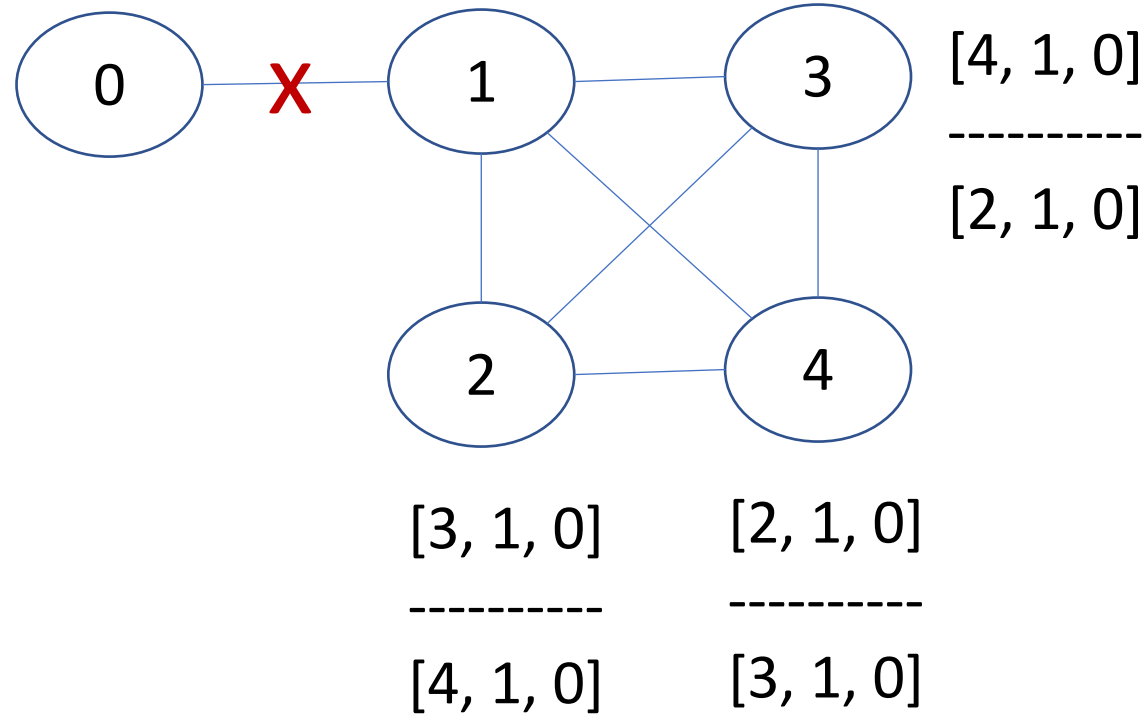 0
X
1
3
[4, 1, 0]
----------
[2, 1, 0]
2
4
[3, 1, 0]
----------
[4, 1, 0]
[2, 1, 0]
----------
[3, 1, 0]